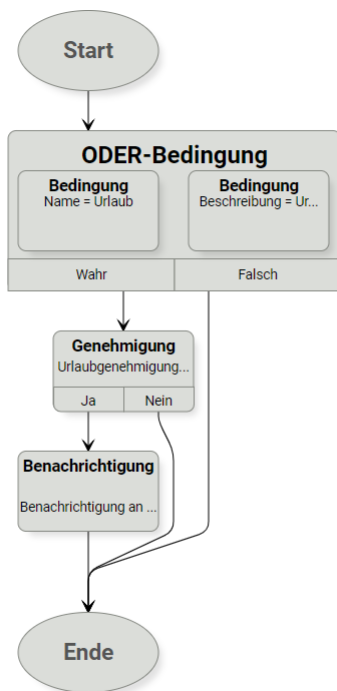 Start
ODER-Bedingung
Bedingung
Name = Urlaub
Bedingung
Beschreibung = Ur...
Wahr
Falsch
Genehmigung
Urlaubgenehmigung...
Ja
Nein
Benachrichtigung
Benachrichtigung an ...
Ende